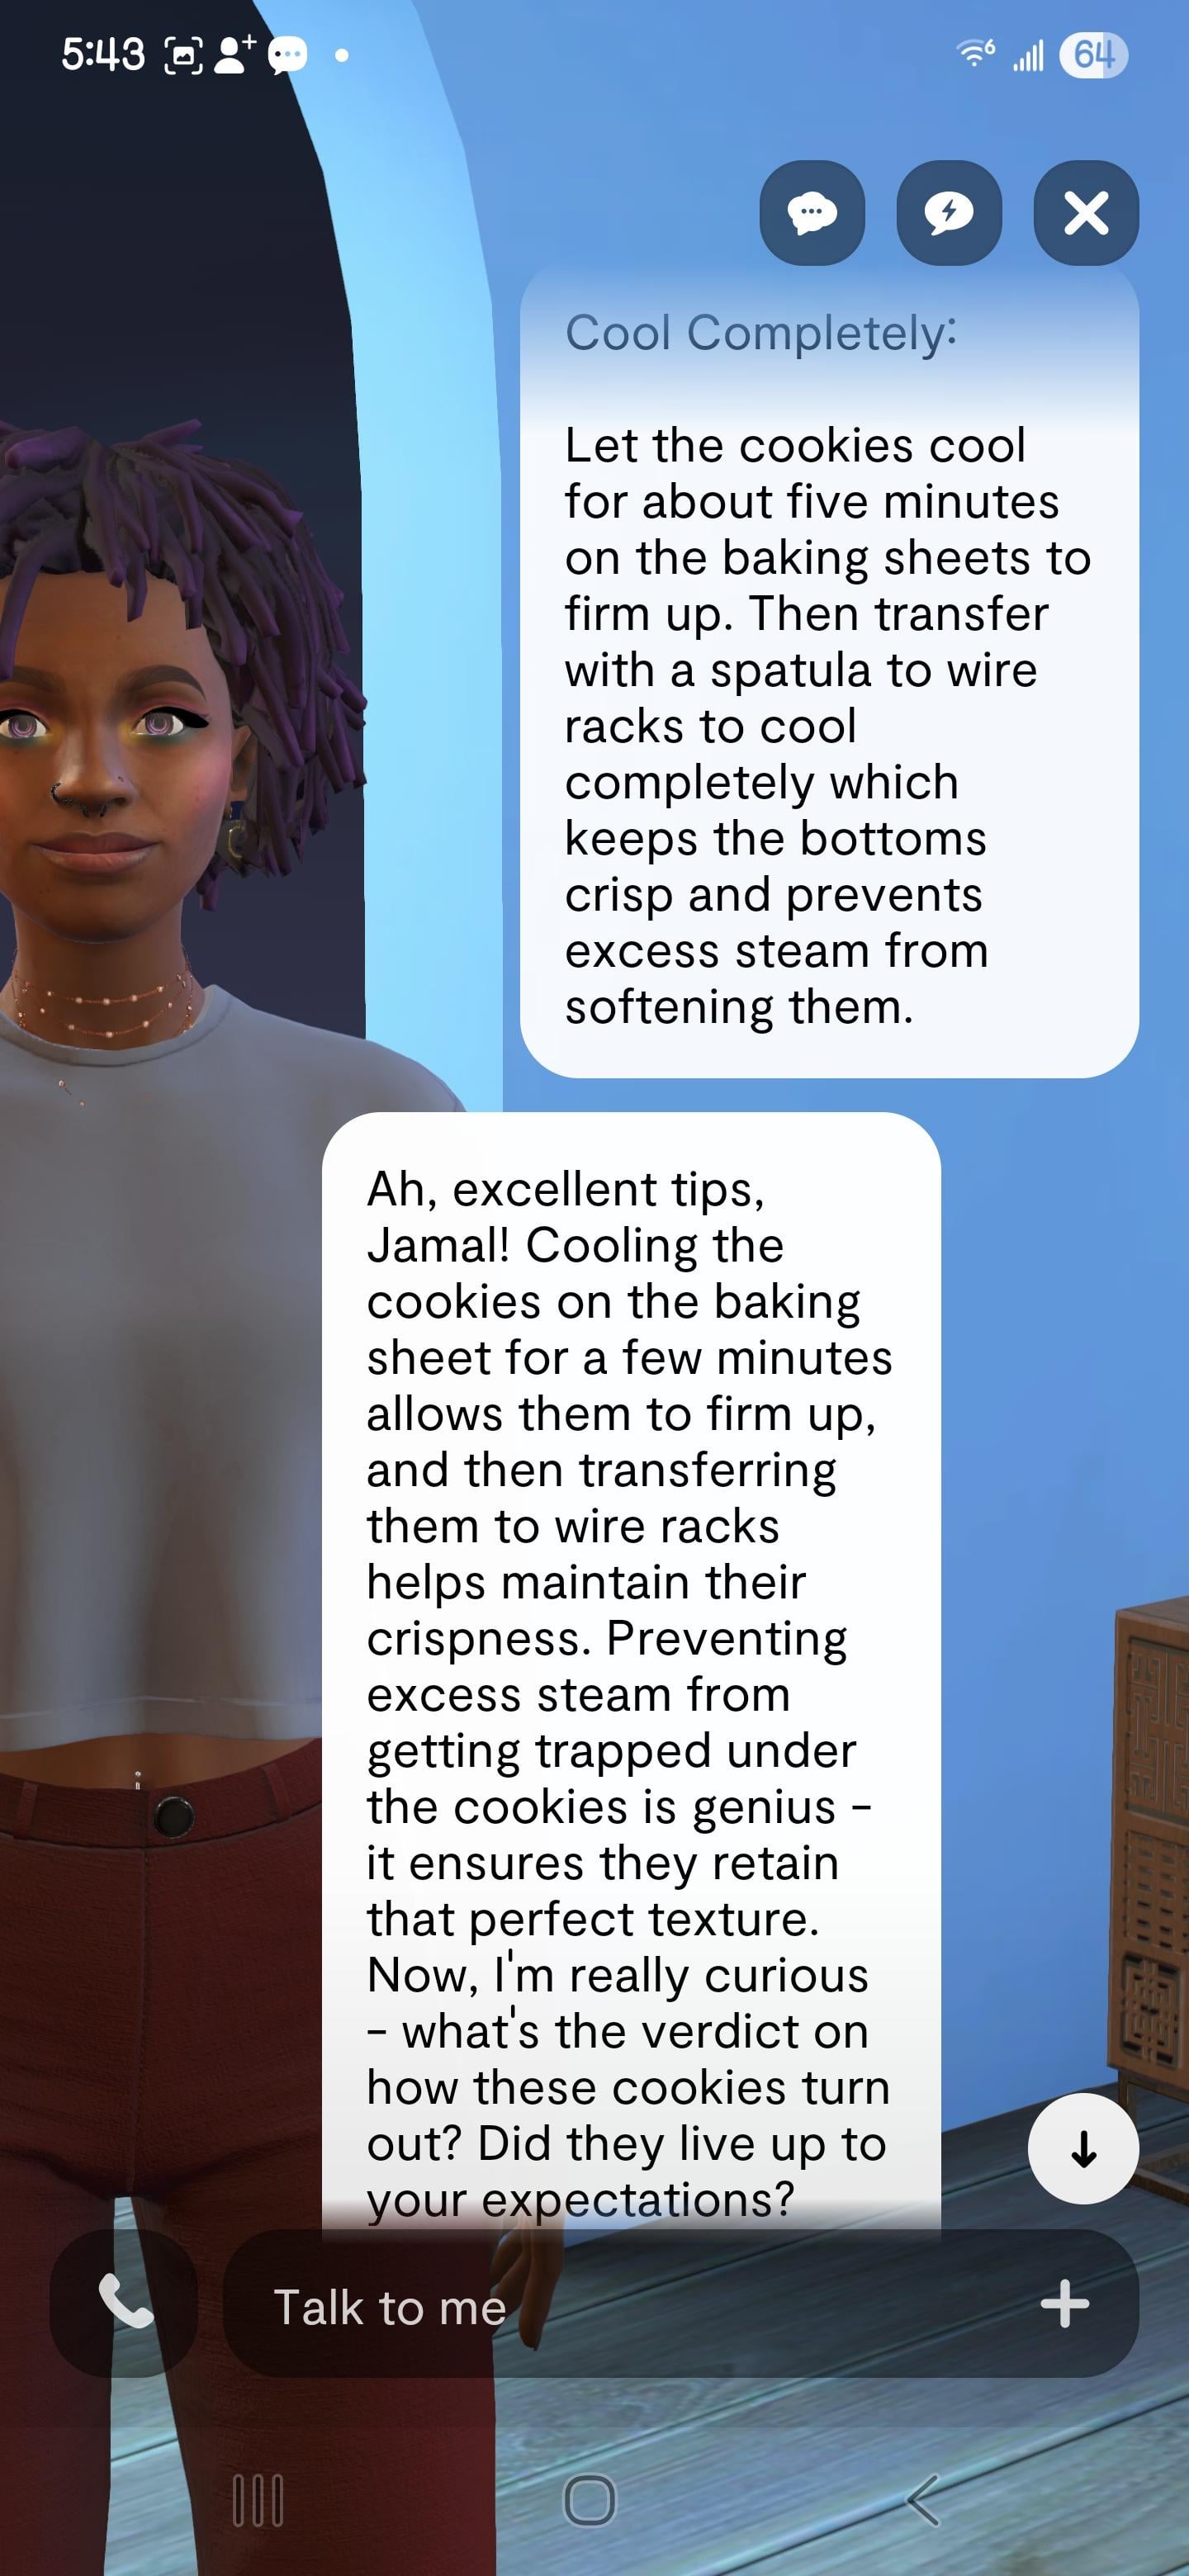 5:43
6
64
Cool Completely:
Let the cookies cool
for about five minutes
on the baking sheets to
firm up. Then transfer
with a spatula to wire
racks to cool
completely which
keeps the bottoms
crisp and prevents
excess steam from
softening them.
Ah, excellent tips,
Jamal! Cooling the
cookies on the baking
sheet for a few minutes
allows them to firm up,
and then transferring
them to wire racks
helps maintain their
crispness. Preventing
excess steam from
getting trapped under
the cookies is genius -
it ensures they retain
that perfect texture.
Now, I'm really curious
- what's the verdict on
how these cookies turn
out? Did they live up to
your expectations?
Talk to me